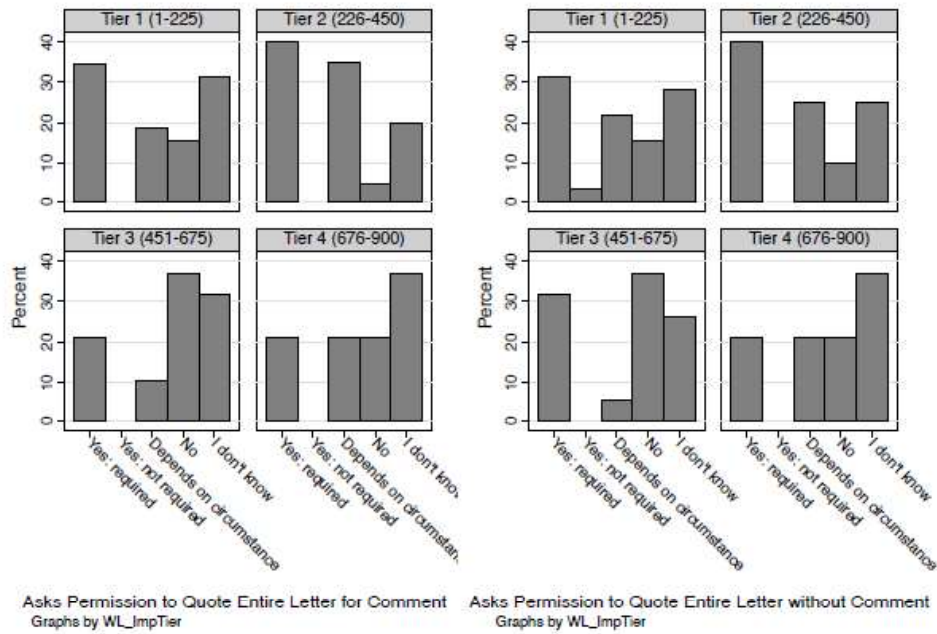 Tier 1 (1-225)
Tier 2 (226-450)
40
30
20
10
0
Tier 3 (451-675)
Tier 4 (676-900)
40
30
20
10
0
Percent
Yes: required
Yes: not required
Depends on circumstance
No
I don't know
Yes: required
Yes: not required
Depends on circumstan
No
I don't know
Asks Permission to Quote Entire Letter for Comment
Graphs by WL_ImpTier
Tier 1 (1-225)
Tier 2 (226-450)
40
30
20
10
0
Tier 3 (451-675)
Tier 4 (676-900)
40
30
20
10
0
Percent
Yes: required
Yes: not required
Depends on circumstance
No
I don't know
Yes: required
Yes: not required
Depends on circumstance
No
I don't know
Asks Permission to Quote Entire Letter without Comment
Graphs by WL_ImpTier